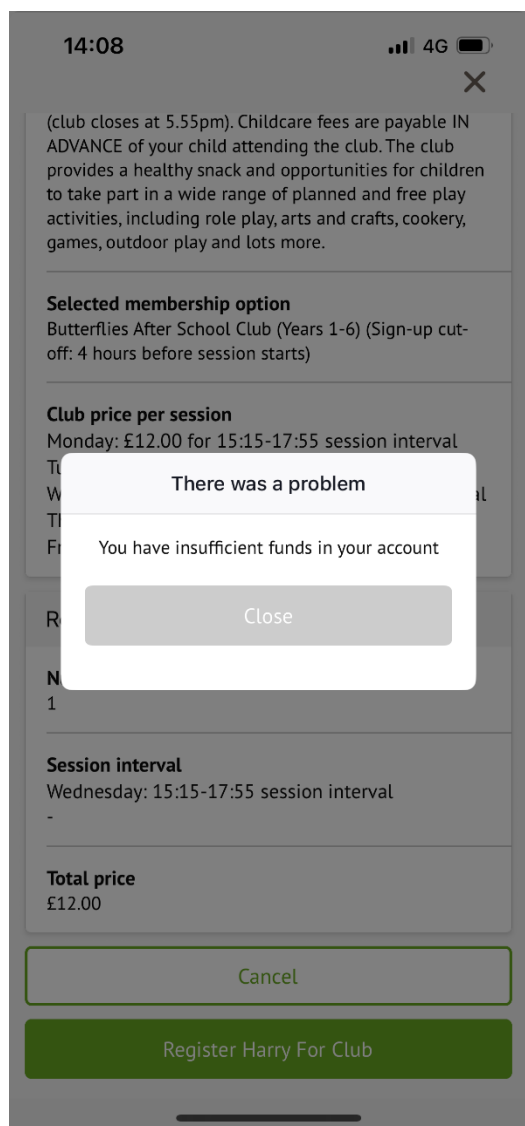 14:08
4G
(club closes at 5.55pm). Childcare fees are payable IN
ADVANCE of your child attending the club. The club
provides a healthy snack and opportunities for children
to take part in a wide range of planned and free play
activities, including role play, arts and crafts, cookery,
games, outdoor play and lots more.
Selected membership option
Butterflies After School Club (Years 1-6) (Sign-up cut-
off: 4 hours before session starts)
Club price per session
Monday: £12.00 for 15:15-17:55 session interval
There was a problem
You have insufficient funds in your account
Close
1
Session interval
Wednesday: 15:15-17:55 session interval
-
Total price
£12.00
Cancel
Register Harry For Club